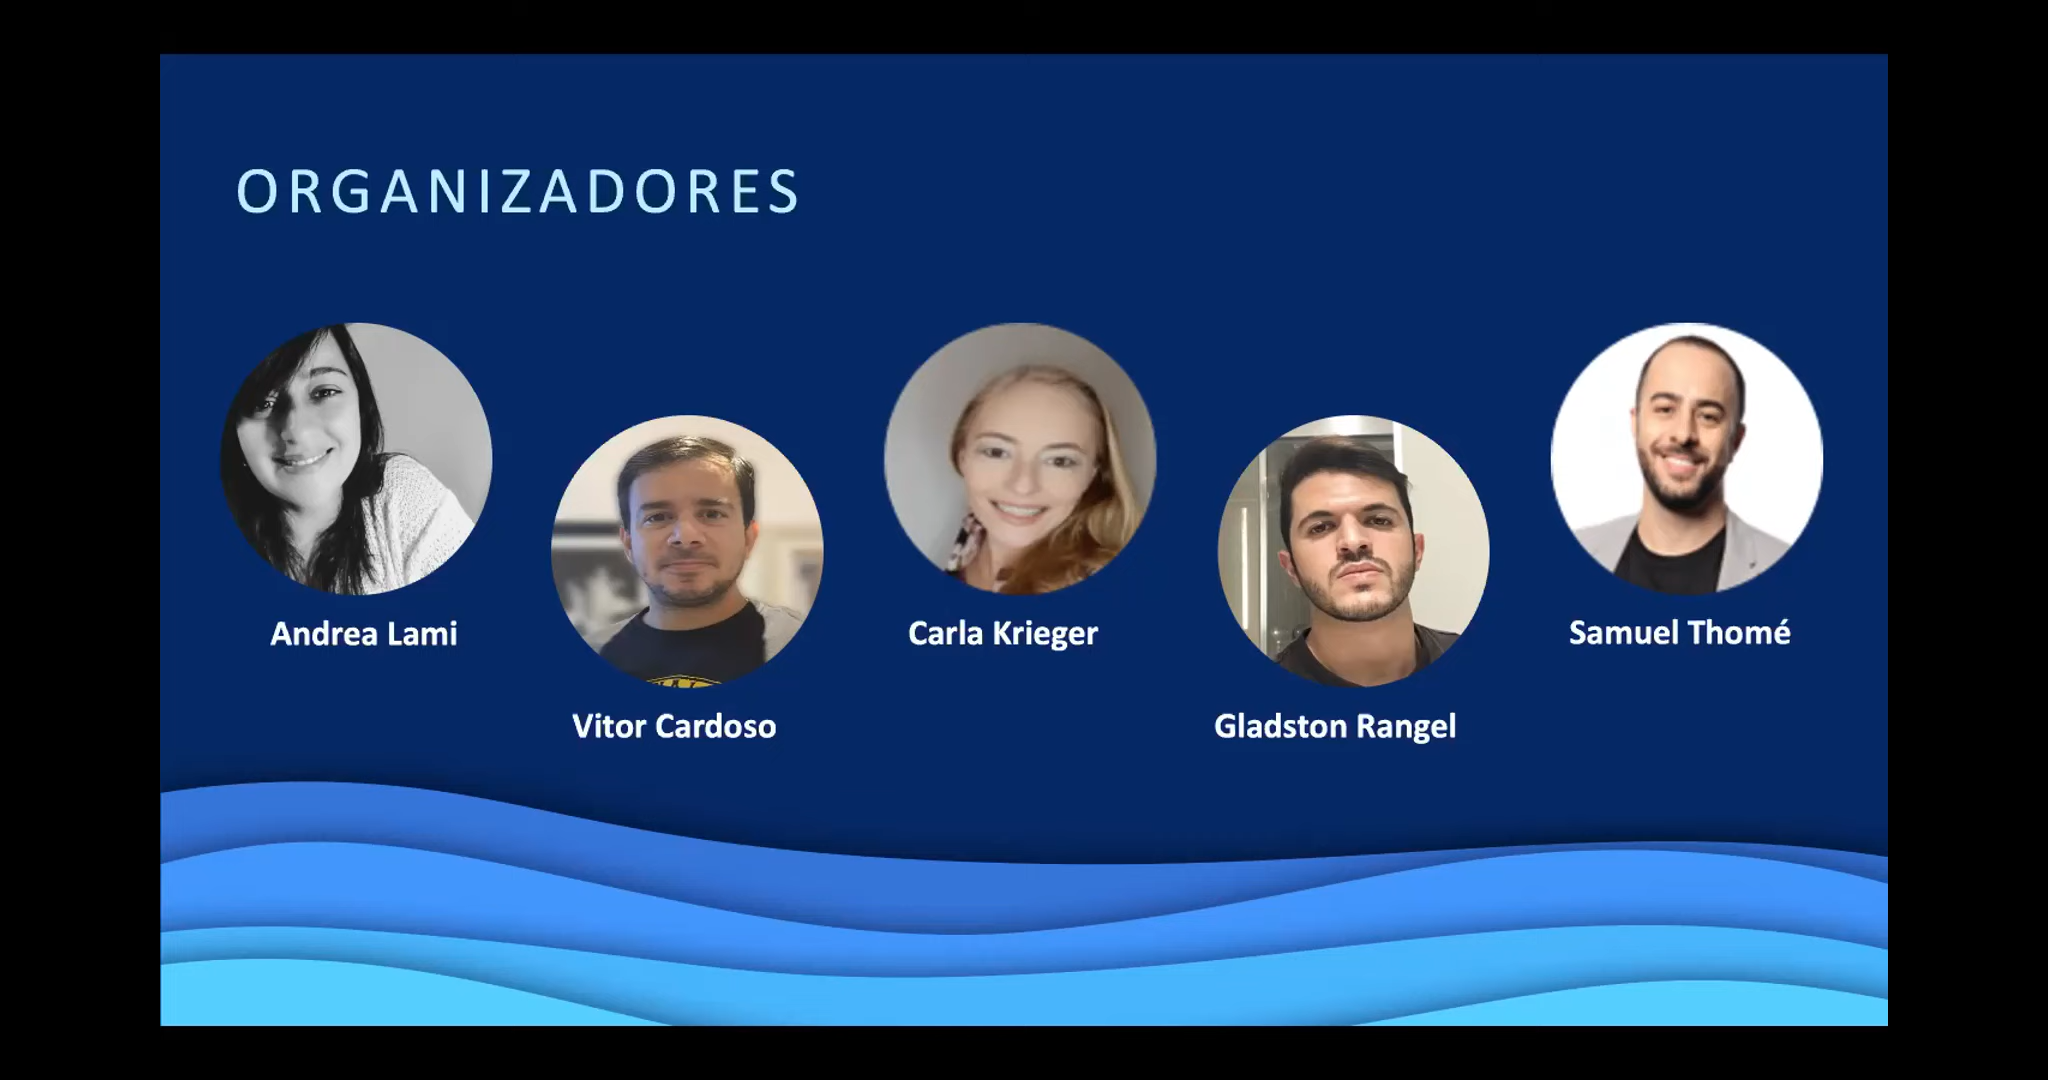 ORGANIZADORES
Andrea Lami
Vitor Cardoso
Carla Krieger
Gladston Rangel
Samuel Thomé